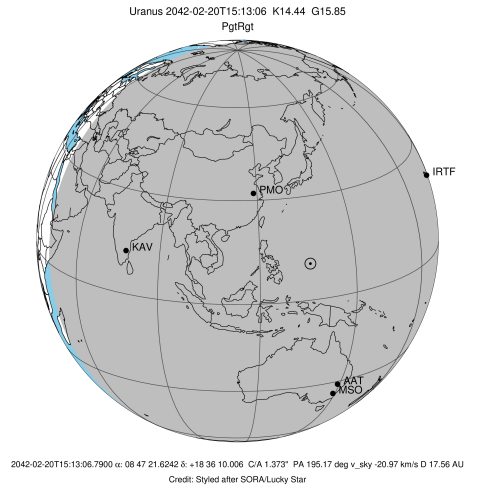 Uranus 2042-02-20T15:13:06 K14.44 G15.85
PgtRgt
IRTF
PMO
KAV
AAT
MSO
2042-02-20T15:13:06.7900 α: 08 47 21.6242 δ: +18 36 10.006 C/A 1.373" PA 195.17 deg v_sky -20.97 km/s D 17.56 AU
Credit: Styled after SORA/Lucky Star